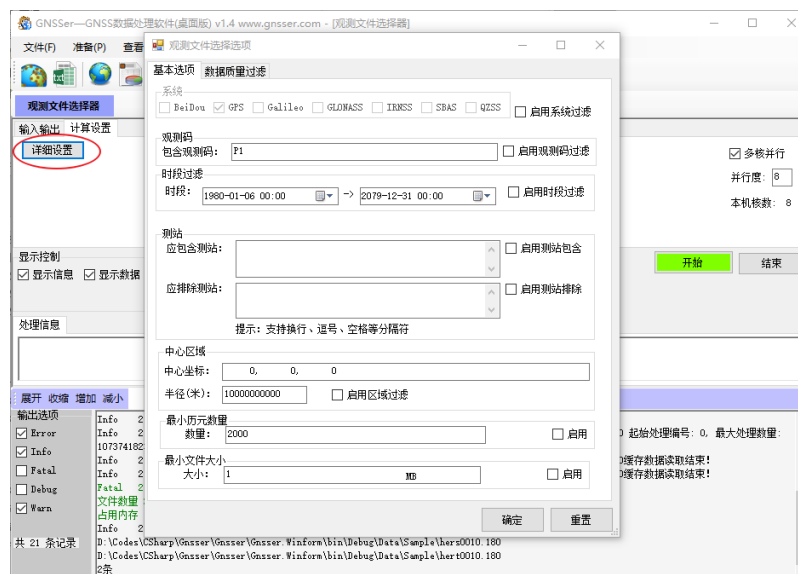 GNSSer—GNSS数据处理软件(桌面版) v1.4 www.gnsser.com - [观测文件选择器]
文件(F) 准备(P) 查看
观测文件选择器
输入输出 计算设置
详细设置
多核并行
并行度: 8
本机核数: 8
显示控制
显示信息 显示数据
开始 结束
处理信息
展开 收缩 增加 减小
输出选项
Error
Info
Fatal
Debug
Warn
共 21 条记录
观测文件选择选项
基本选项 数据质量过滤
系统
BeiDou GPS Galileo GLONASS IRNSS SBAS QZSS 启用系统过滤
观测码
包含观测码: P1 启用观测码过滤
时段过滤
时段: 1980-01-06 00:00 -> 2079-12-31 00:00 启用时段过滤
测站
应包含测站: 启用测站包含
应排除测站: 启用测站排除
提示: 支持换行、逗号、空格等分隔符
中心区域
中心坐标: 0, 0, 0
半径(米): 10000000000 启用区域过滤
最小历元数量
数量: 2000 启用
最小文件大小
大小: 1 MB 启用
确定 重置
Info 2
Info 2
0 起始处理编号: 0, 最大处理数量:
107374182
Info 2
0缓存数据读取结束!
Info 2
0缓存数据读取结束!
Fatal 2
文件数量
占用内存
Info 2
D:\Codes\CSharp\Gnsser\Gnsser\Gnsser.Winform\bin\Debug\Data\Sample\hers0010.180
D:\Codes\CSharp\Gnsser\Gnsser\Gnsser.Winform\bin\Debug\Data\Sample\hert0010.180
2条